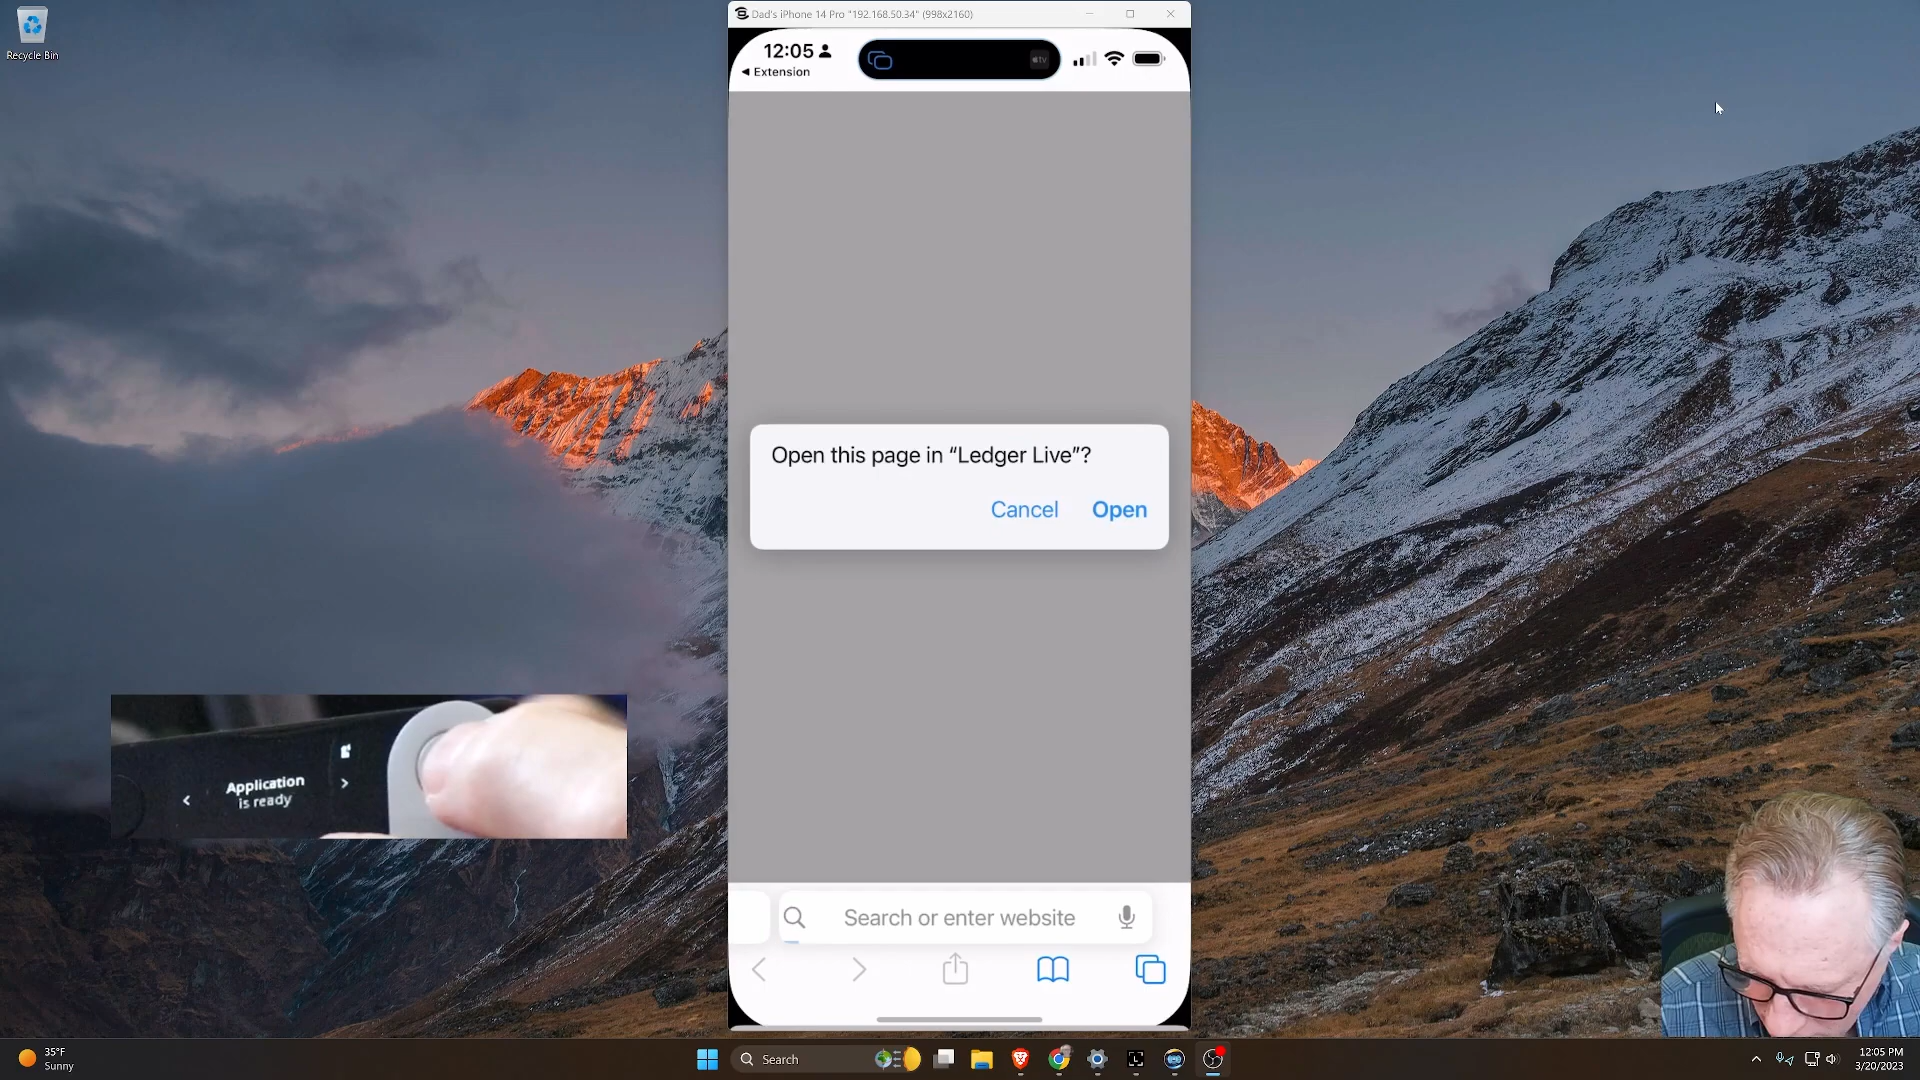 Recycle Bin
Dad's iPhone 14 Pro "192.168.50.34" (998x2160)
12:05
◄ Extension
tv
Open this page in “Ledger Live”?
Cancel
Open
Application
is ready
Search or enter website
35°F
Sunny
Search
12:05 PM
3/20/2023